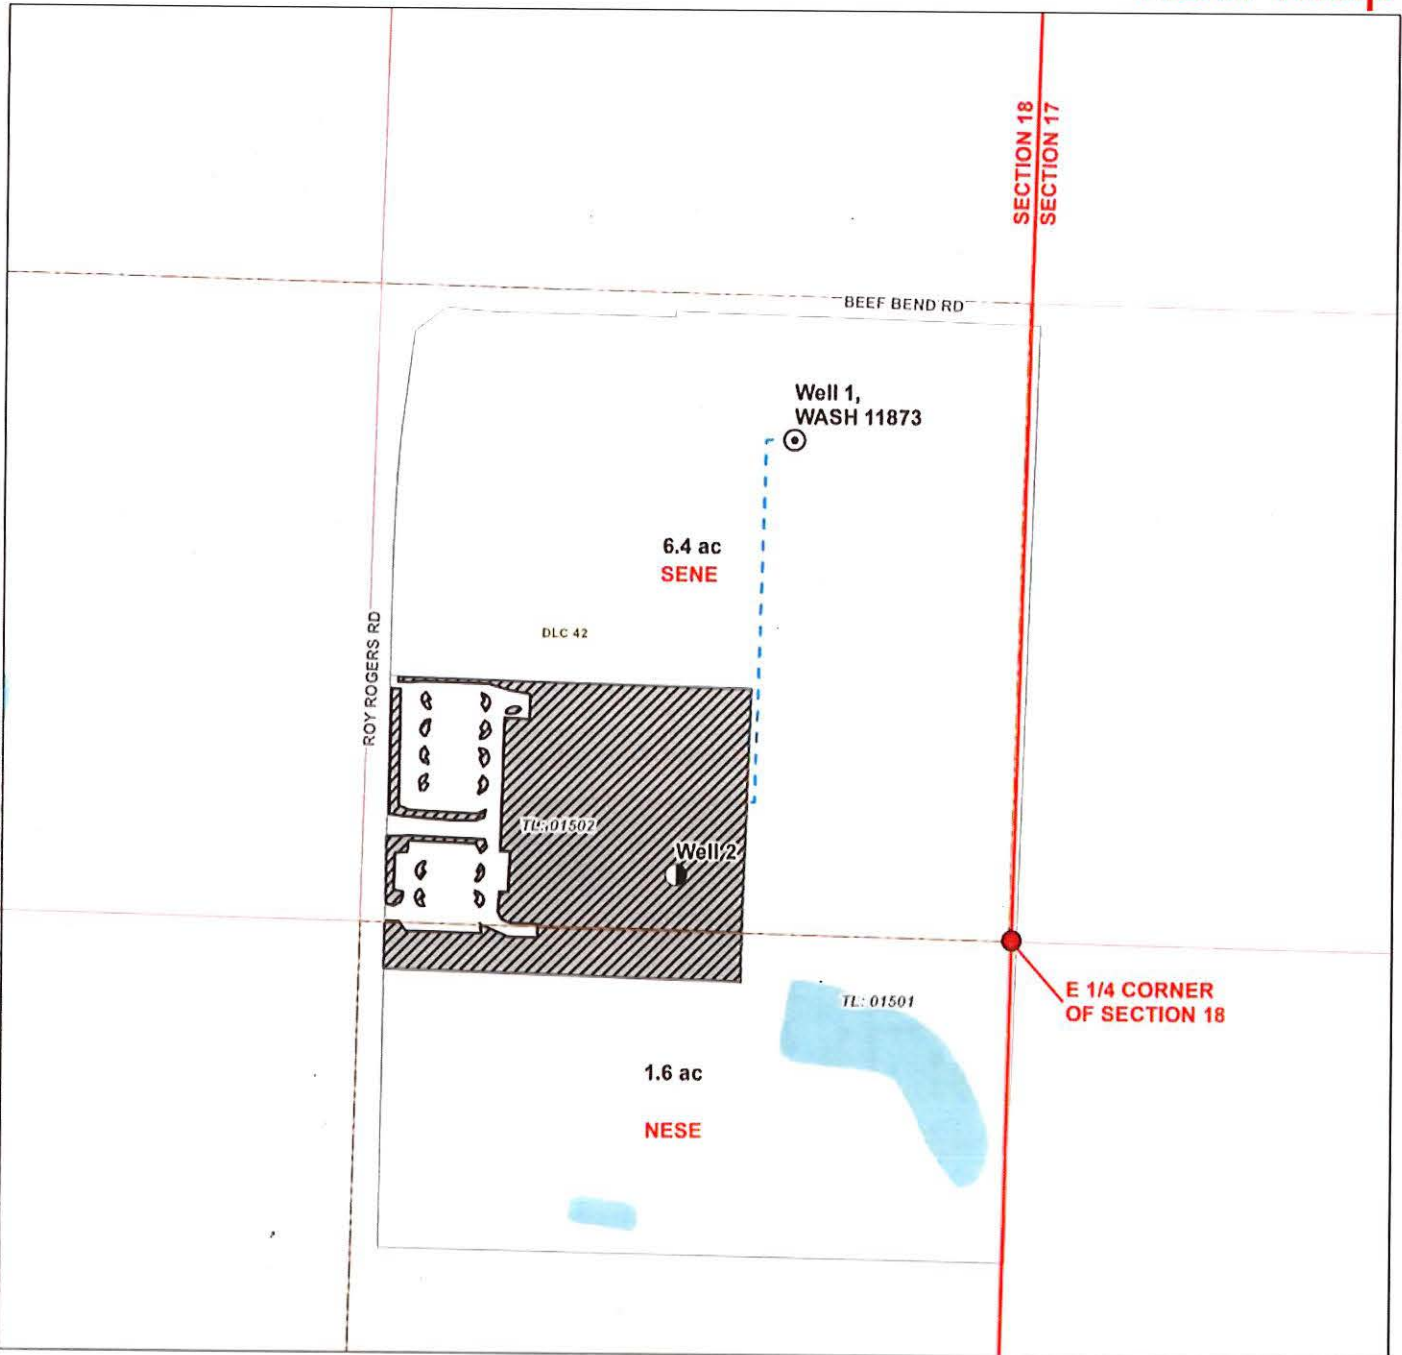 SECTION 18
SECTION 17
BEEF BEND RD
Well 1,
WASH 11873
6.4 ac
SENE
DLC 42
ROY ROGERS RD
TL: 01502
Well 2
E 1/4 CORNER
OF SECTION 18
TL: 01501
1.6 ac
NESE